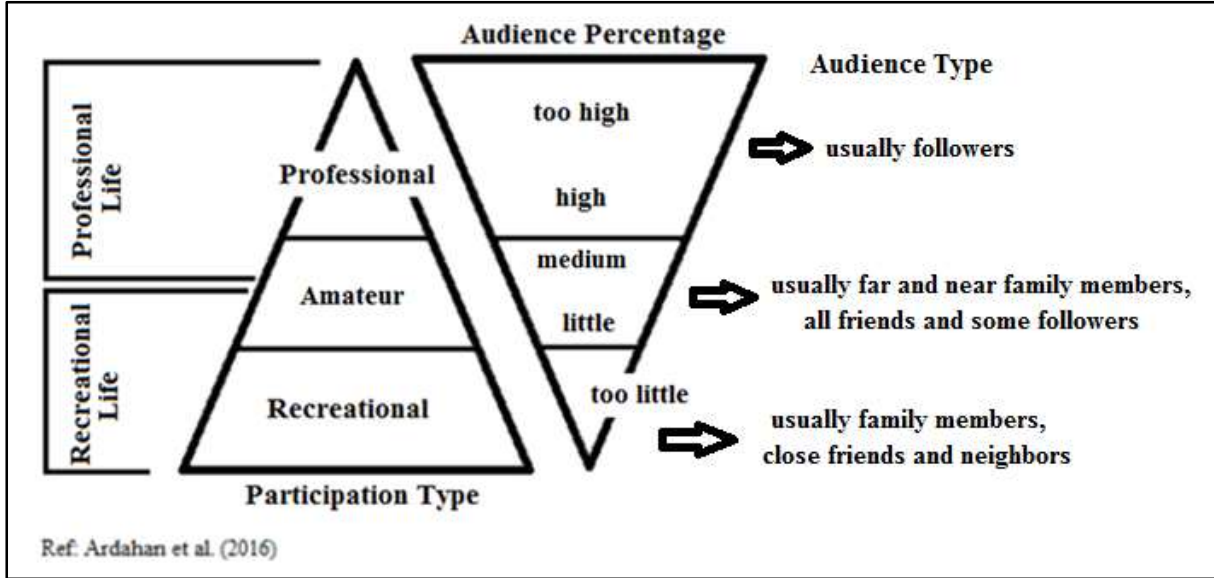 Audience Percentage
Audience Type
Professional
Life
Recreational
Life
Professional
Amateur
Recreational
Participation Type
too high
high
medium
little
too little
usually followers
usually far and near family members,
all friends and some followers
usually family members,
close friends and neighbors
Ref: Ardahan et al. (2016)